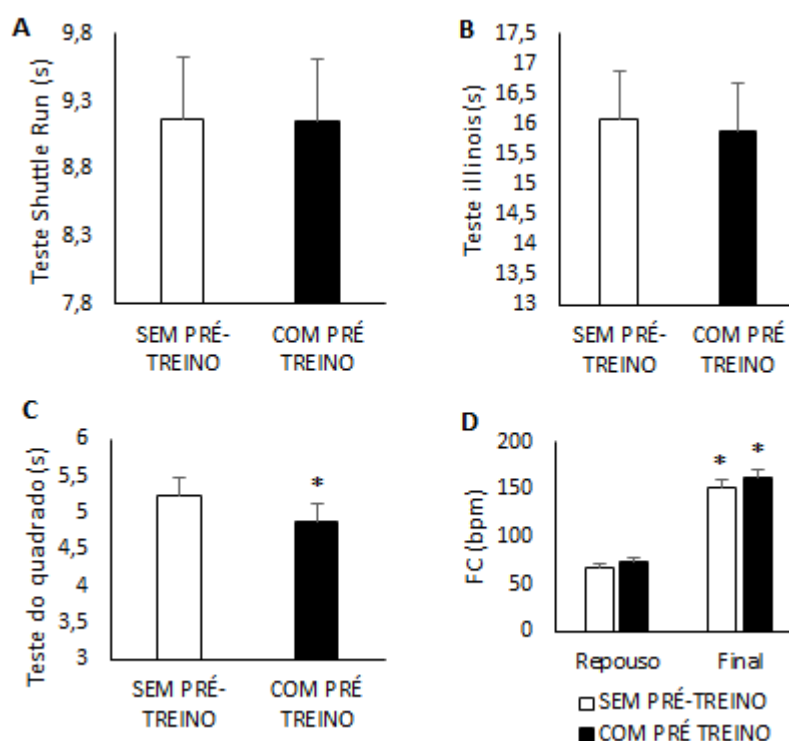 A
Teste Shuttle Run (s)
9,8
9,3
8,8
8,3
7,8
SEM PRÉ-
TREINO
COM PRÉ
TREINO
B
Teste illinois(s)
17,5
17
16,5
16
15,5
15
14,5
14
13,5
13
SEM PRÉ-
TREINO
COM PRÉ
TREINO
C
Teste do quadrado(s)
6
5,5
5
4,5
4
3,5
3
*
SEM PRÉ-
TREINO
COM PRÉ
TREINO
D
FC (bpm)
200
150
100
50
0
* *
Repouso Final
SEM PRÉ-TREINO
COM PRÉ TREINO